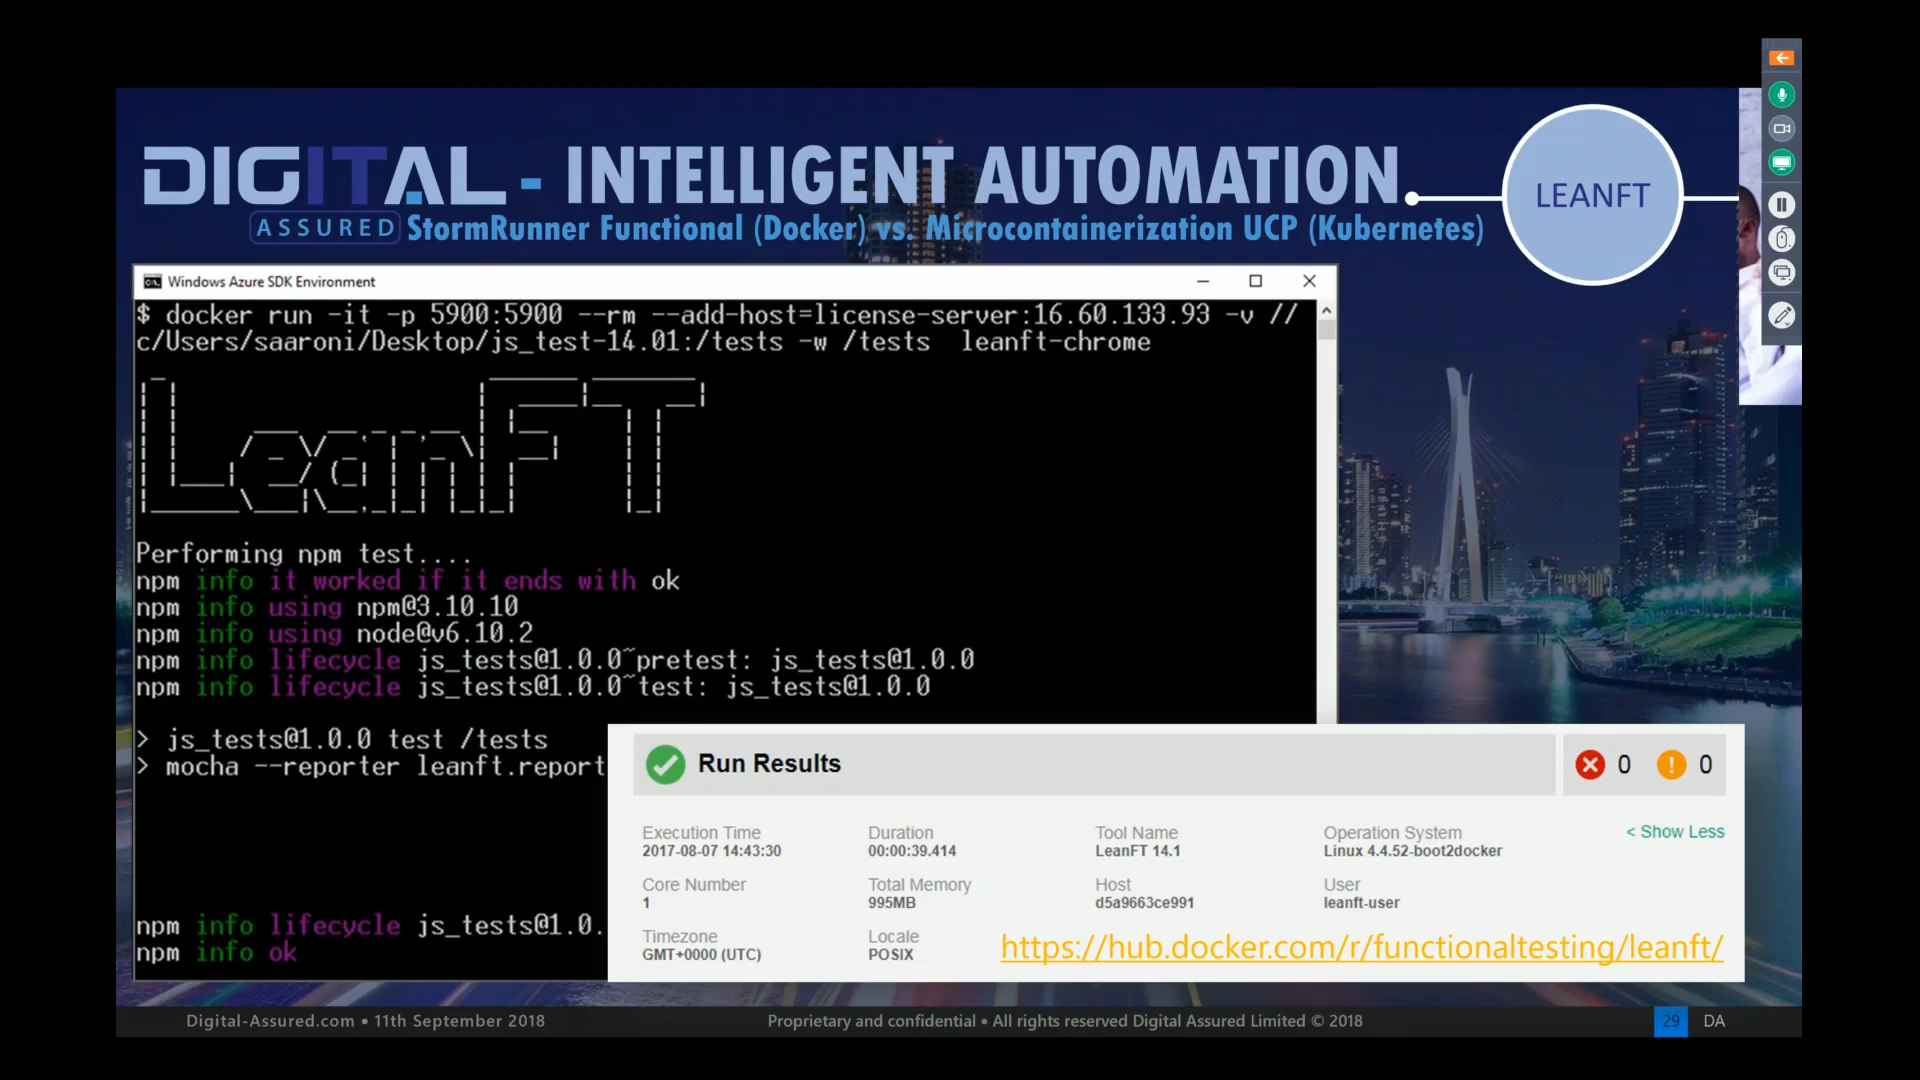 DIGITAL - INTELLIGENT AUTOMATION
ASSURED StormRunner Functional (Docker) vs. Microcontainerization UCP (Kubernetes)
LEANFT
Windows Azure SDK Environment
$ docker run -it -p 5900:5900 --rm --add-host=license-server:16.60.133.93 -v //
c/Users/saaroni/Desktop/js_test-14.01:/tests -w /tests leanft-chrome
LeanFT
Performing npm test....
npm info it worked if it ends with ok
npm info using npm@3.10.10
npm info using node@v6.10.2
npm info lifecycle js_tests@1.0.0~pretest: js_tests@1.0.0
npm info lifecycle js_tests@1.0.0~test: js_tests@1.0.0
> js_tests@1.0.0 test /tests
> mocha --reporter leanft.report
npm info lifecycle js_tests@1.0.
npm info ok
Run Results
0 0
Execution Time Duration Tool Name Operation System < Show Less
2017-08-07 14:43:30 00:00:39.414 LeanFT 14.1 Linux 4.4.52-boot2docker
Core Number Total Memory Host User
1 995MB d5a9663ce991 leanft-user
Timezone Locale
GMT+0000 (UTC) POSIX
https://hub.docker.com/r/functionaltesting/leanft/
Digital-Assured.com • 11th September 2018 Proprietary and confidential • All rights reserved Digital Assured Limited © 2018 29 DA